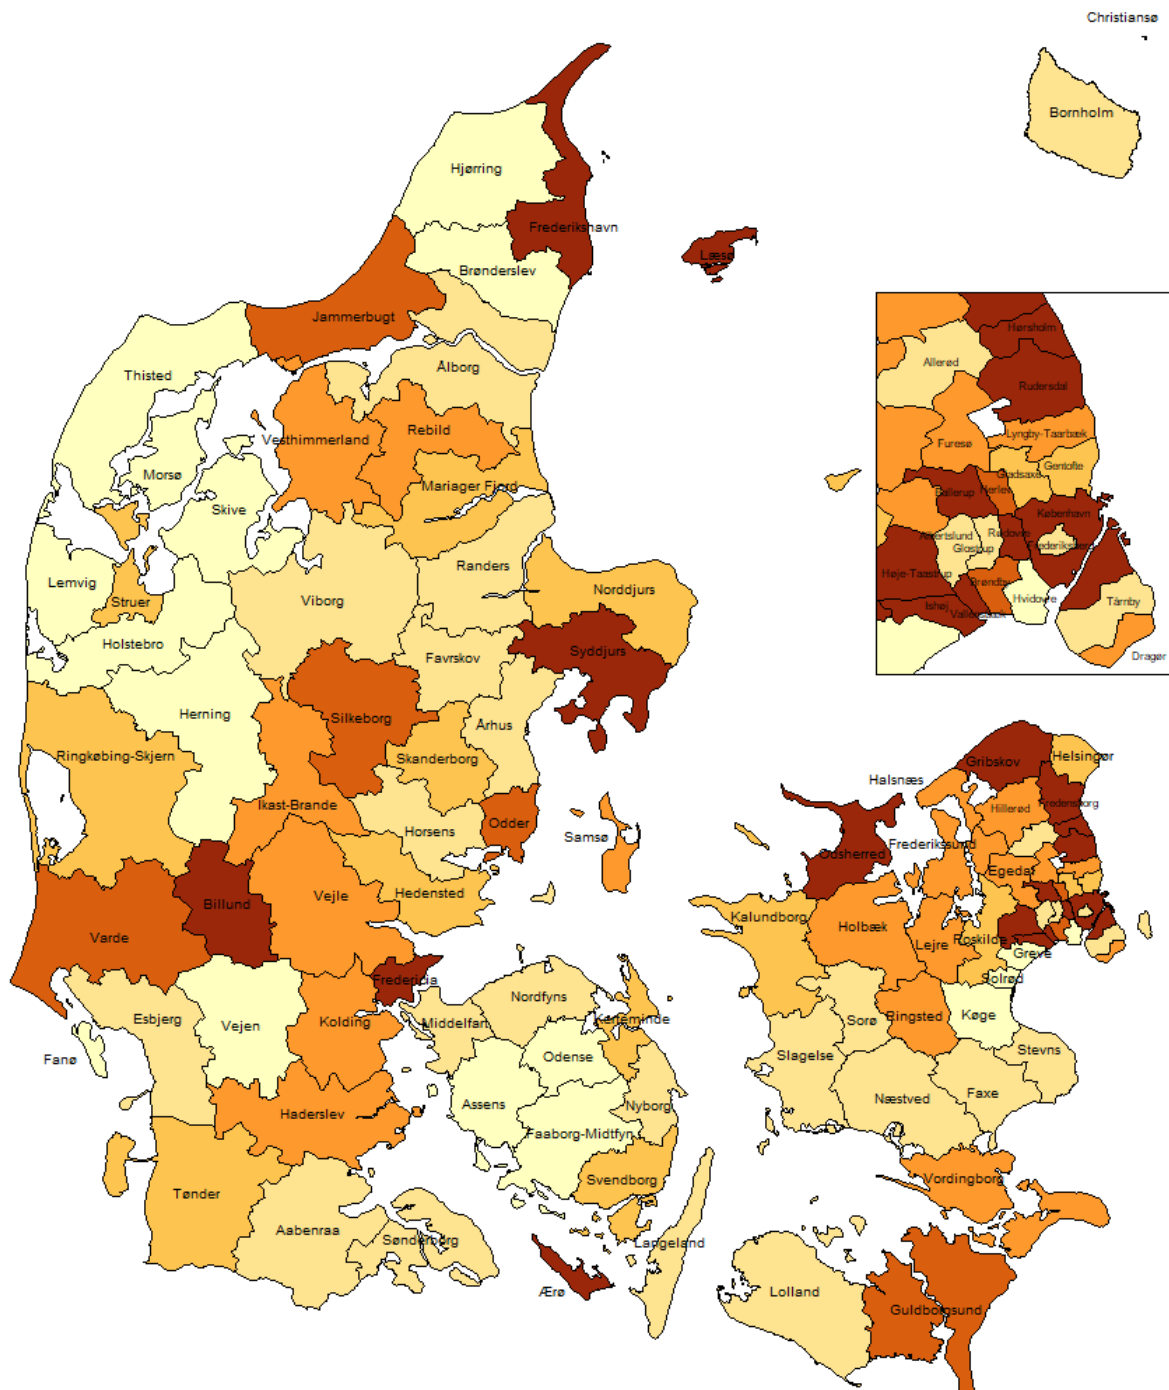 Christiansø
Bornholm
Hjørring
Frederikshavn
Læsø
Brønderslev
Jammerbugt
Ålborg
Thisted
Vesthimmerland
Rebild
Morsø
Mariager Fjord
Skive
Randers
Lemvig
Struer
Viborg
Norddjurs
Holstebro
Favrskov
Syddjurs
Herning
Silkeborg
Århus
Ringkøbing-Skjern
Skanderborg
Ikast-Brande
Horsens
Odder
Samsø
Hedensted
Vejle
Billund
Varde
Fredericia
Esbjerg
Vejen
Kolding
Middelfart
Nordfyns
Kerteminde
Fanø
Odense
Assens
Nyborg
Haderslev
Faaborg-Midtfyn
Svendborg
Tønder
Aabenraa
Sønderborg
Langeland
Ærø
Hørsholm
Allerød
Rudersdal
Lyngby-Taarbæk
Furesø
Gentofte
Gladsaxe
Ballerup
Herlev
København
Albertslund
Rødovre
Frederiksberg
Glostrup
Høje-Taastrup
Brøndby
Ishøj
Vallensbæk
Hvidovre
Tårnby
Dragør
Helsingør
Gribskov
Halsnæs
Hillerød
Fredensborg
Frederikssund
Odsherred
Egedal
Kalundborg
Holbæk
Lejre
Roskilde
Greve
Solrød
Sorø
Ringsted
Køge
Slagelse
Stevns
Næstved
Faxe
Vordingborg
Lolland
Guldborgsund